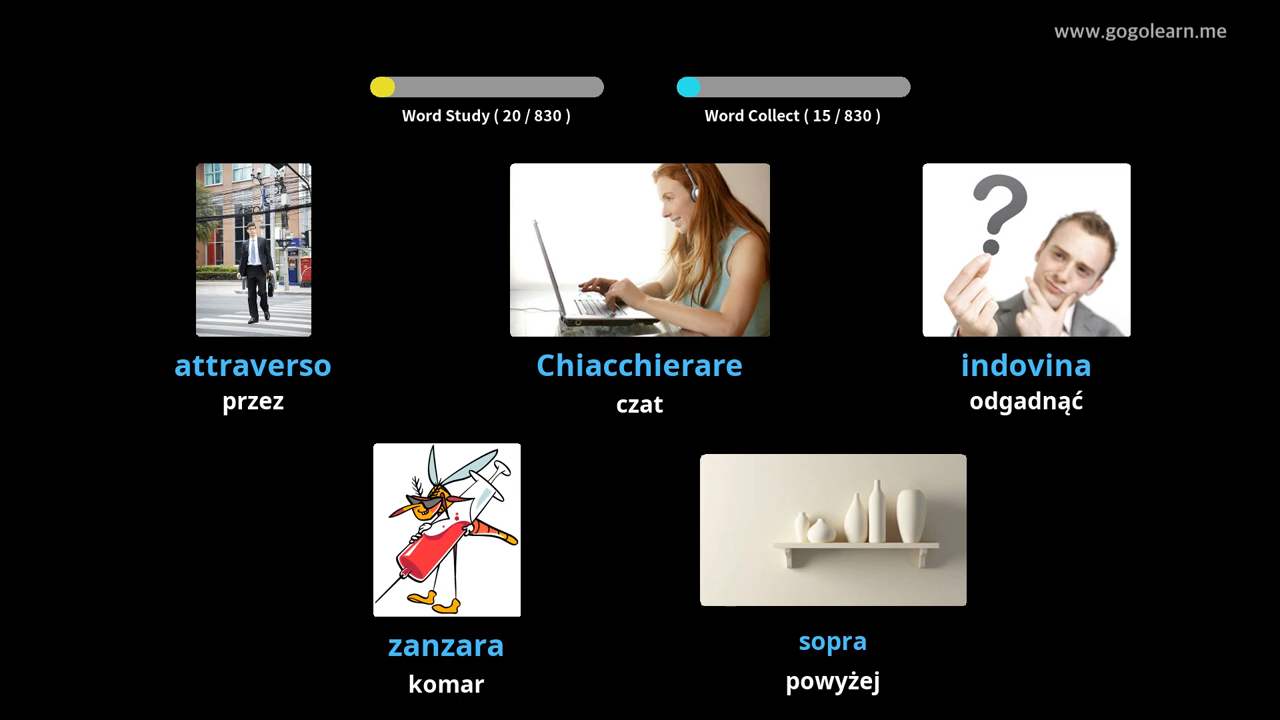 www.gogolearn.me
Word Study ( 20 / 830 )
Word Collect ( 15 / 830 )
attraverso
przez
Chiacchierare
czat
indovina
odgadnąć
zanzara
komar
sopra
powyżej